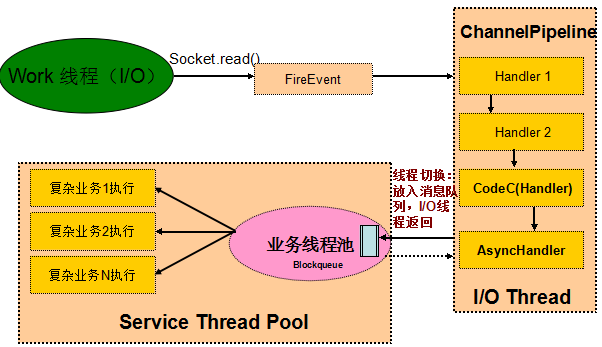 Work 线程（I/O）
Socket.read()
FireEvent
ChannelPipeline
Handler 1
Handler 2
CodeC(Handler)
AsyncHandler
I/O Thread
线程切换：
放入消息队
列，I/O线
程返回
业务线程池
Blockqueue
复杂业务1执行
复杂业务2执行
复杂业务N执行
Service Thread Pool